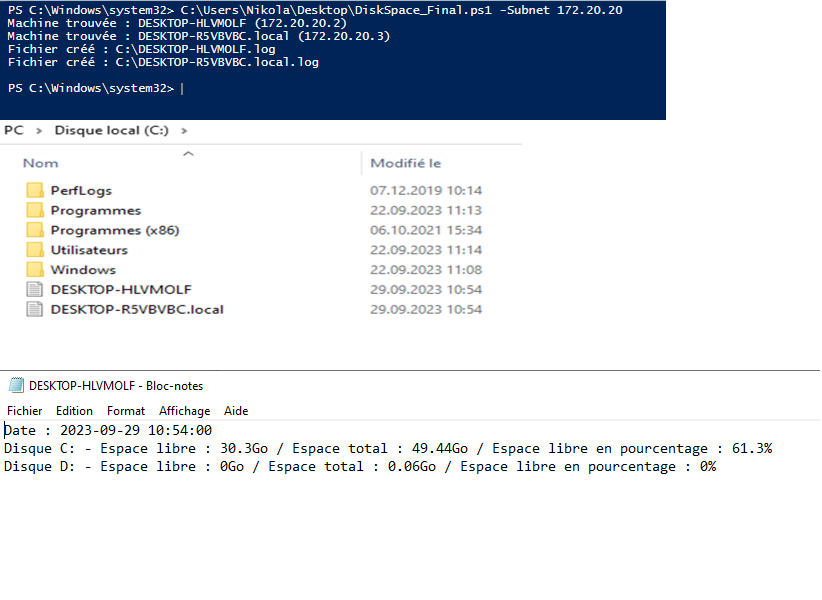 PS C:\Windows\system32> C:\Users\Nikola\Desktop\DiskSpace_Final.ps1 -Subnet 172.20.20
Machine trouvée : DESKTOP-HLVMOLF (172.20.20.2)
Machine trouvée : DESKTOP-R5VBVBC.local (172.20.20.3)
Fichier créé : C:\DESKTOP-HLVMOLF.log
Fichier créé : C:\DESKTOP-R5VBVBC.local.log
PS C:\Windows\system32>
PC > Disque local (C:) >
Nom Modifié le
PerfLogs 07.12.2019 10:14
Programmes 22.09.2023 11:13
Programmes (x86) 06.10.2021 15:34
Utilisateurs 22.09.2023 11:14
Windows 22.09.2023 11:08
DESKTOP-HLVMOLF 29.09.2023 10:54
DESKTOP-R5VBVBC.local 29.09.2023 10:54
DESKTOP-HLVMOLF - Bloc-notes
Fichier Edition Format Affichage Aide
Date : 2023-09-29 10:54:00
Disque C: - Espace libre : 30.3Go / Espace total : 49.44Go / Espace libre en pourcentage : 61.3%
Disque D: - Espace libre : 0Go / Espace total : 0.06Go / Espace libre en pourcentage : 0%